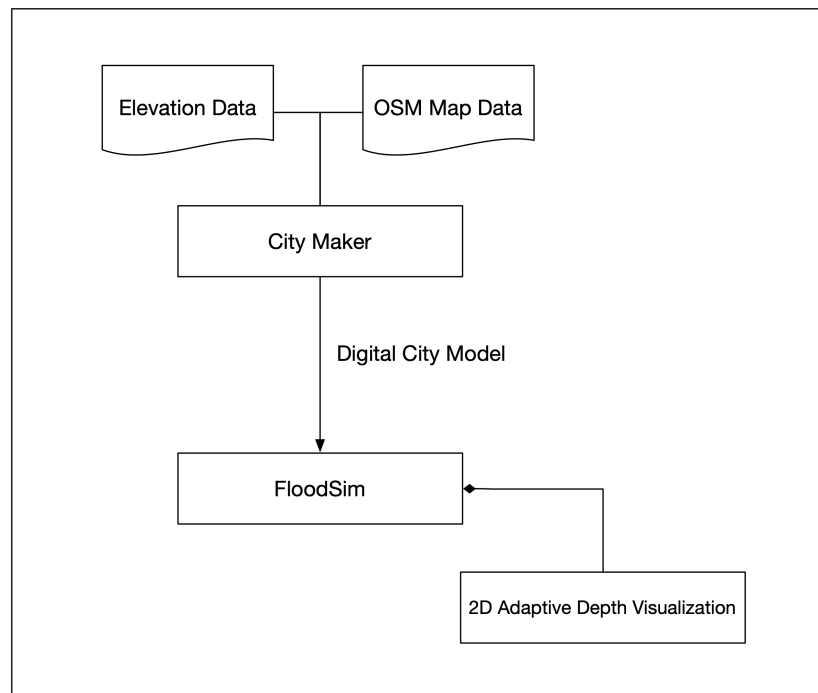 Elevation Data
OSM Map Data
City Maker
Digital City Model
FloodSim
2D Adaptive Depth Visualization